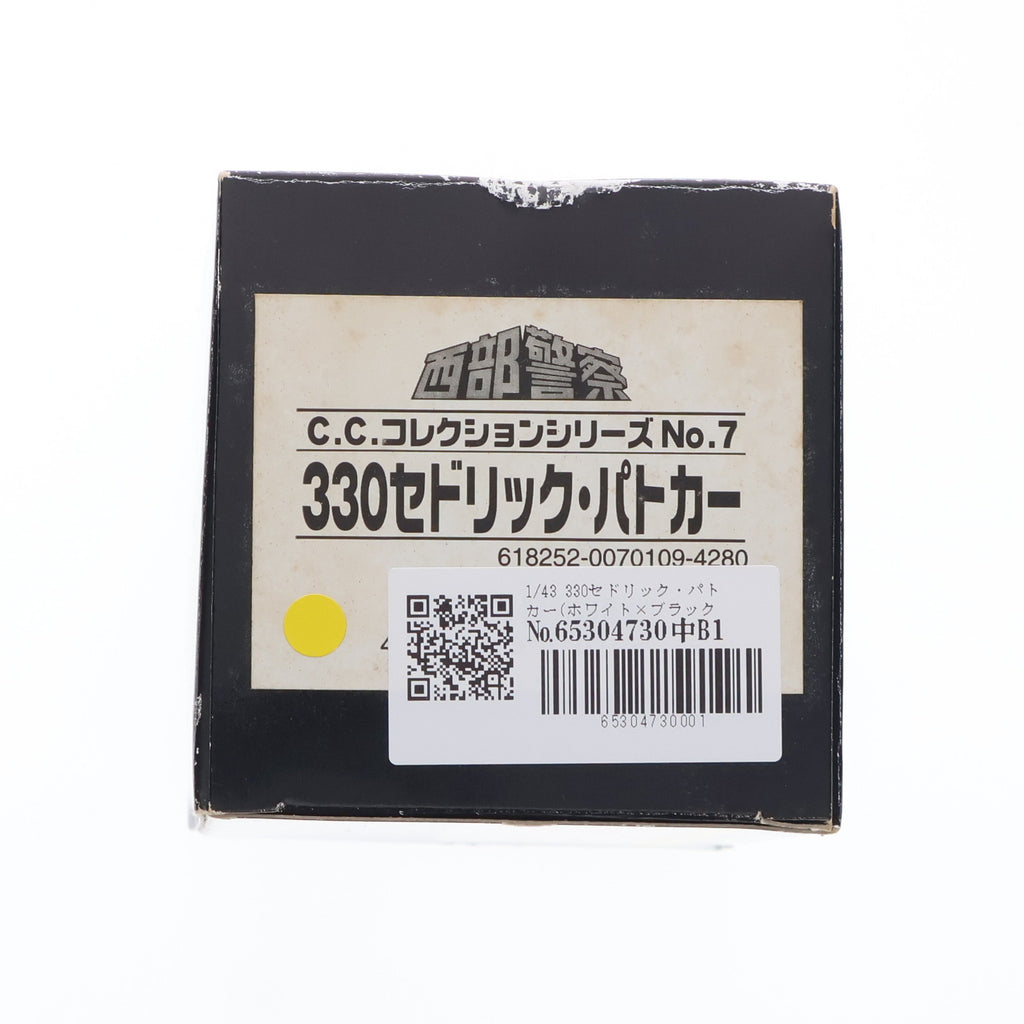 西部警察
C.C.コレクションシリーズNo.7
330セドリック・パトカー
618252-0070109-4280
1/43 330セドリック・パト
カー(ホワイト×ブラック
No.65304730中B1
65304730001